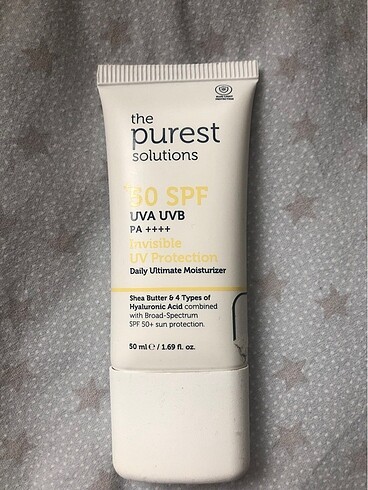 the
purest
solutions
50 SPF
UVA UVB
PA ++++
Invisible
UV Protection
Daily Ultimate Moisturizer
Shea Butter & 4 Types of
Hyaluronic Acid combined
with Broad-Spectrum
SPF 50+ sun protection.
50 ml ℮ / 1.69 fl. oz.